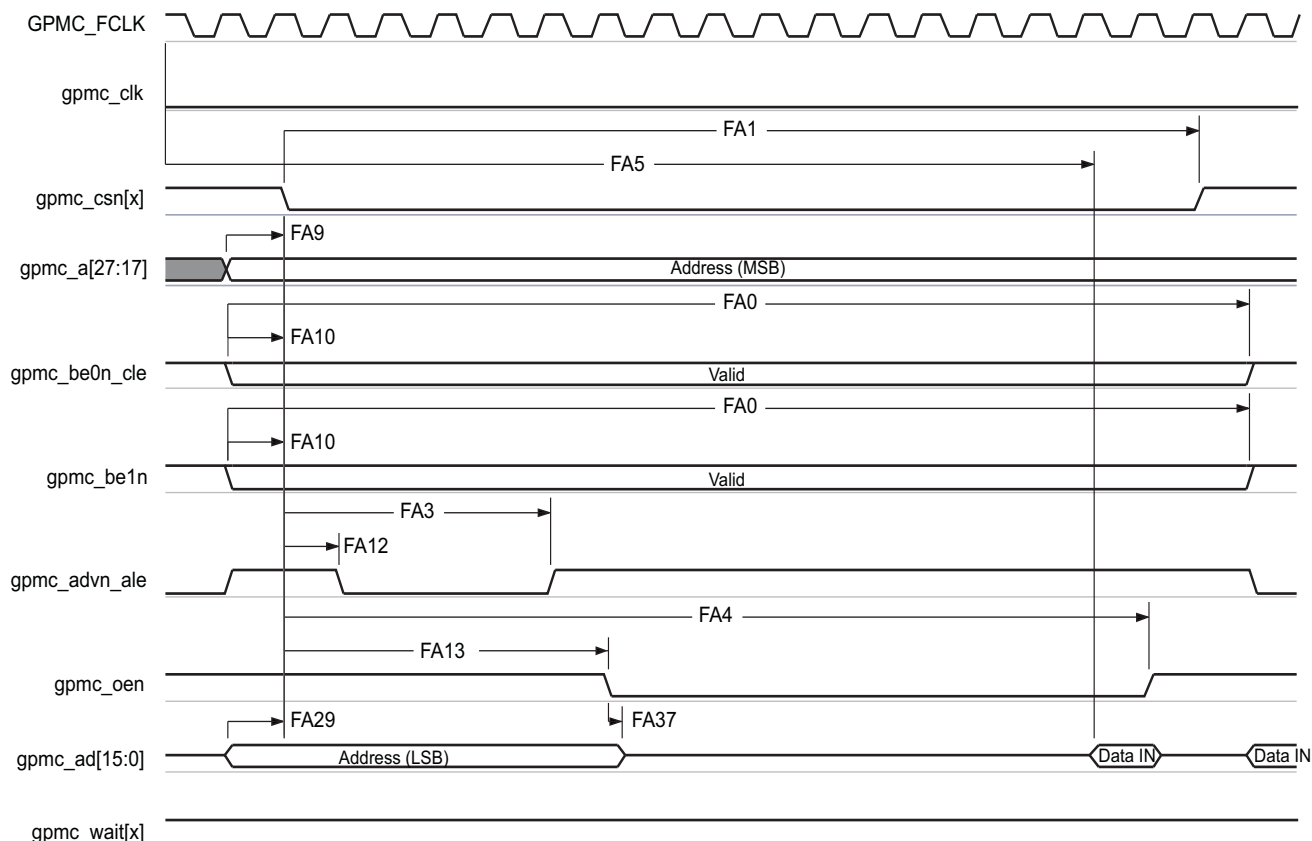 GPMC_FCLK
gpmc_clk
FA1
FA5
gpmc_csn[x]
FA9
gpmc_a[27:17]
Address (MSB)
FA0
FA10
gpmc_be0n_cle
Valid
FA0
FA10
gpmc_be1n
Valid
FA3
FA12
gpmc_advn_ale
FA4
FA13
gpmc_oen
FA29
FA37
gpmc_ad[15:0]
Address (LSB)
Data IN
Data IN
gpmc_wait[x]